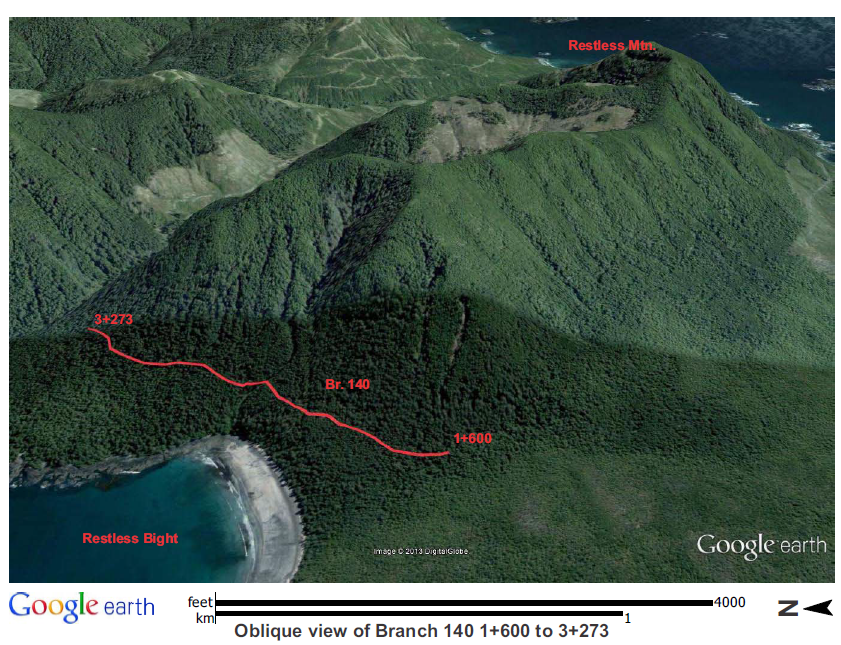 Restless Mtn.
3+273
Br. 140
1+600
Restless Bight
Image © 2013 DigitalGlobe
Google earth
Google earth
feet 4000
km 1
N
Oblique view of Branch 140 1+600 to 3+273